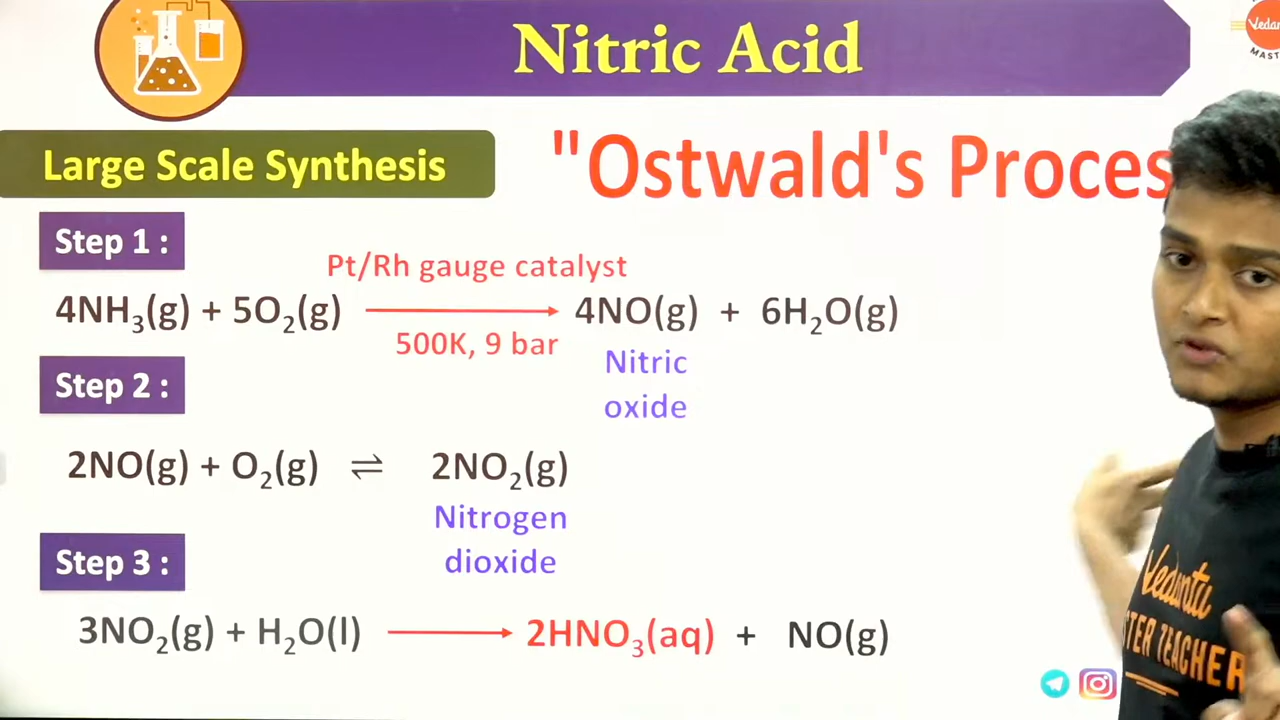 Nitric Acid
Large Scale Synthesis
"Ostwald's Proces
Step 1 :
Pt/Rh gauge catalyst
4NH₃(g) + 5O₂(g) ⟶ 4NO(g) + 6H₂O(g)
500K, 9 bar
Nitric
oxide
Step 2 :
2NO(g) + O₂(g) ⇌ 2NO₂(g)
Nitrogen
dioxide
Step 3 :
3NO₂(g) + H₂O(l) ⟶ 2HNO₃(aq) + NO(g)
Vedantu
TEACHER